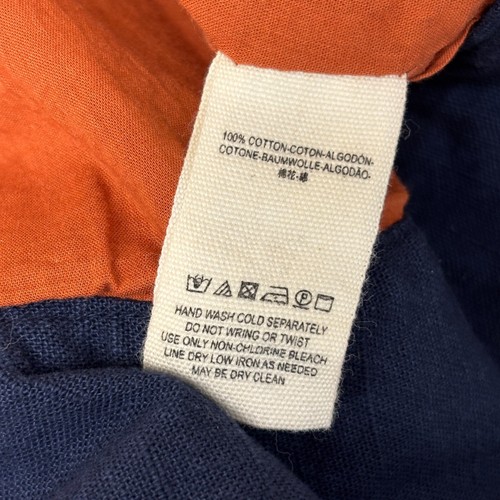 100% COTTON-COTON-ALGODÓN-
COTONE-BAUMWOLLE-ALGODÃO-
棉花-綿
HAND WASH COLD SEPARATELY
DO NOT WRING OR TWIST
USE ONLY NON-CHLORINE BLEACH
LINE DRY LOW IRON AS NEEDED
MAY BE DRY CLEAN